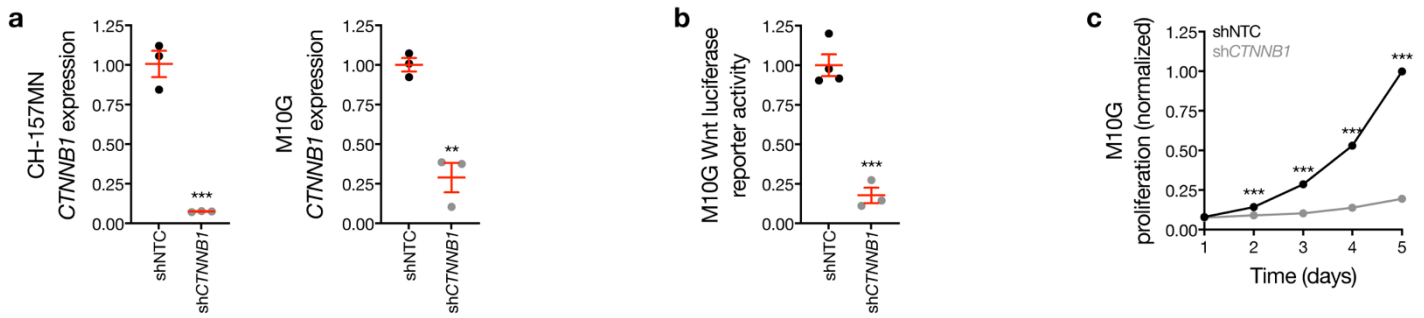 a
CH-157MN
CTNNB1 expression
1.25
1.00
0.75
0.50
0.25
0.00
***
shNTC
shCTNNB1
M10G
CTNNB1 expression
1.25
1.00
0.75
0.50
0.25
0.00
**
shNTC
shCTNNB1
b
M10G Wnt luciferase
reporter activity
1.25
1.00
0.75
0.50
0.25
0.00
***
shNTC
shCTNNB1
c
M10G
proliferation (normalized)
1.25
1.00
0.75
0.50
0.25
0.00
shNTC
shCTNNB1
***
***
***
***
1 2 3 4 5
Time (days)